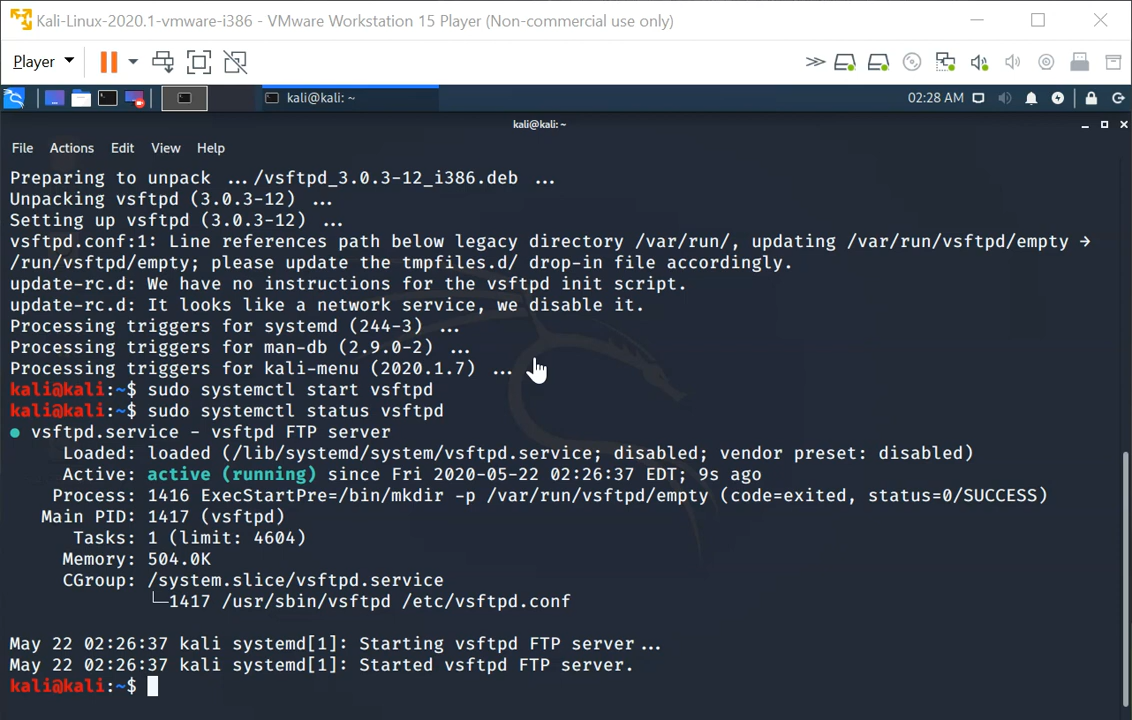 Kali-Linux-2020.1-vmware-i386 - VMware Workstation 15 Player (Non-commercial use only)
Player
kali@kali: ~
02:28 AM
kali@kali: ~
File Actions Edit View Help
Preparing to unpack .../vsftpd_3.0.3-12_i386.deb ...
Unpacking vsftpd (3.0.3-12) ...
Setting up vsftpd (3.0.3-12) ...
vsftpd.conf:1: Line references path below legacy directory /var/run/, updating /var/run/vsftpd/empty →
/run/vsftpd/empty; please update the tmpfiles.d/ drop-in file accordingly.
update-rc.d: We have no instructions for the vsftpd init script.
update-rc.d: It looks like a network service, we disable it.
Processing triggers for systemd (244-3) ...
Processing triggers for man-db (2.9.0-2) ...
Processing triggers for kali-menu (2020.1.7) ...
kali@kali:~$ sudo systemctl start vsftpd
kali@kali:~$ sudo systemctl status vsftpd
● vsftpd.service - vsftpd FTP server
Loaded: loaded (/lib/systemd/system/vsftpd.service; disabled; vendor preset: disabled)
Active: active (running) since Fri 2020-05-22 02:26:37 EDT; 9s ago
Process: 1416 ExecStartPre=/bin/mkdir -p /var/run/vsftpd/empty (code=exited, status=0/SUCCESS)
Main PID: 1417 (vsftpd)
Tasks: 1 (limit: 4604)
Memory: 504.0K
CGroup: /system.slice/vsftpd.service
└─1417 /usr/sbin/vsftpd /etc/vsftpd.conf
May 22 02:26:37 kali systemd[1]: Starting vsftpd FTP server...
May 22 02:26:37 kali systemd[1]: Started vsftpd FTP server.
kali@kali:~$